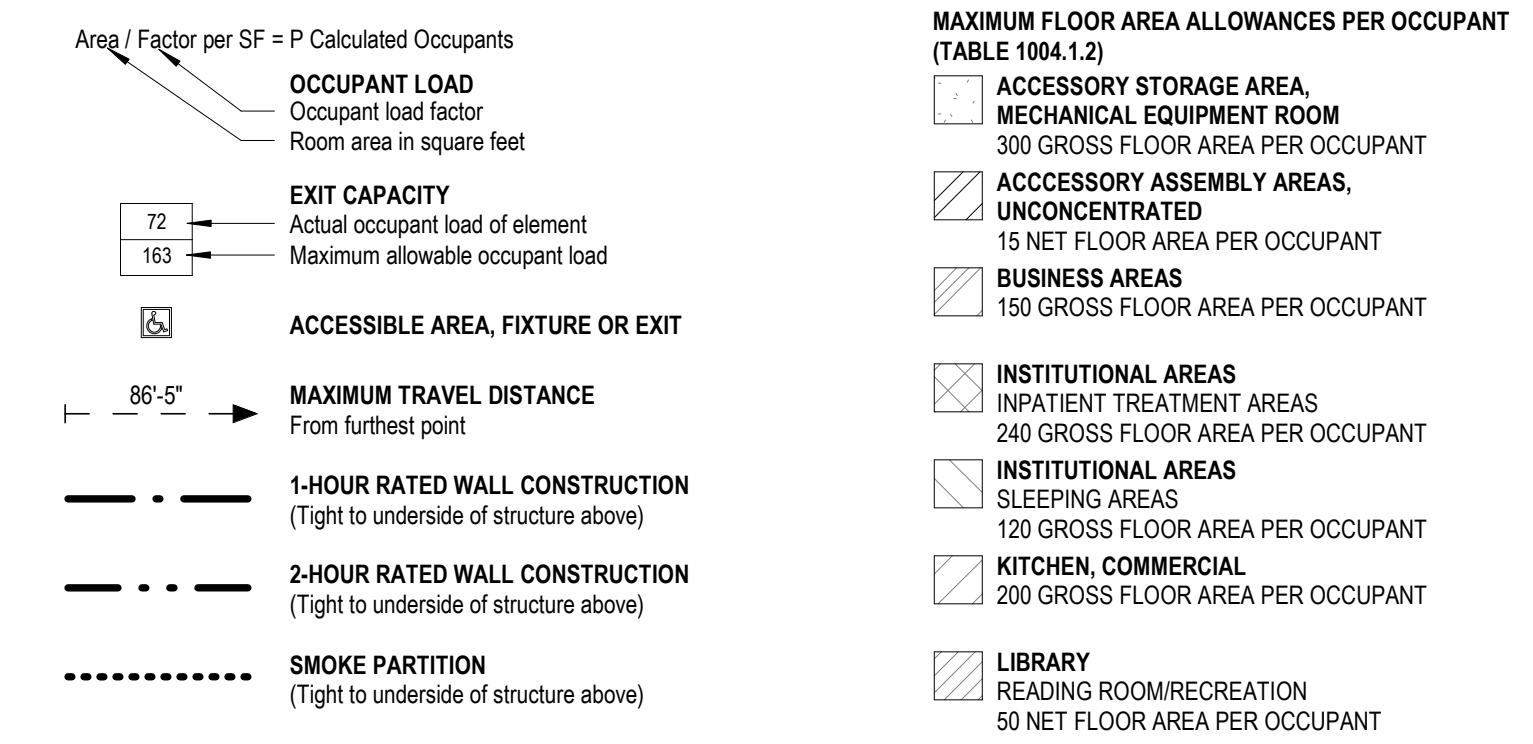 Area / Factor per SF = P Calculated Occupants
OCCUPANT LOAD
Occupant load factor
Room area in square feet
EXIT CAPACITY
72
Actual occupant load of element
163
Maximum allowable occupant load
ACCESSIBLE AREA, FIXTURE OR EXIT
86'-5"
MAXIMUM TRAVEL DISTANCE
From furthest point
1-HOUR RATED WALL CONSTRUCTION
(Tight to underside of structure above)
2-HOUR RATED WALL CONSTRUCTION
(Tight to underside of structure above)
SMOKE PARTITION
(Tight to underside of structure above)
MAXIMUM FLOOR AREA ALLOWANCES PER OCCUPANT
(TABLE 1004.1.2)
ACCESSORY STORAGE AREA,
MECHANICAL EQUIPMENT ROOM
300 GROSS FLOOR AREA PER OCCUPANT
ACCCESSORY ASSEMBLY AREAS,
UNCONCENTRATED
15 NET FLOOR AREA PER OCCUPANT
BUSINESS AREAS
150 GROSS FLOOR AREA PER OCCUPANT
INSTITUTIONAL AREAS
INPATIENT TREATMENT AREAS
240 GROSS FLOOR AREA PER OCCUPANT
INSTITUTIONAL AREAS
SLEEPING AREAS
120 GROSS FLOOR AREA PER OCCUPANT
KITCHEN, COMMERCIAL
200 GROSS FLOOR AREA PER OCCUPANT
LIBRARY
READING ROOM/RECREATION
50 NET FLOOR AREA PER OCCUPANT